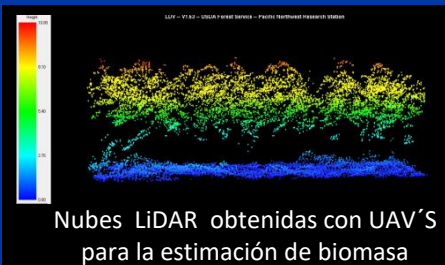 LDV -- V1.63 -- USDA Forest Service -- Pacific Northwest Research Station
Height
Nubes LiDAR obtenidas con UAV´S
para la estimación de biomasa